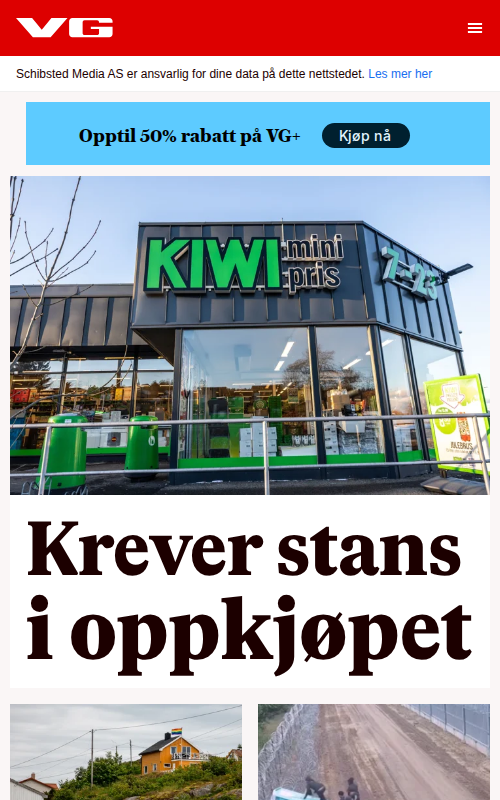 VG
Schibsted Media AS er ansvarlig for dine data på dette nettstedet. Les mer her
Opptil 50% rabatt på VG+
Kjøp nå
KIWI mini
pris
7-23
Krever stans
i oppkjøpet